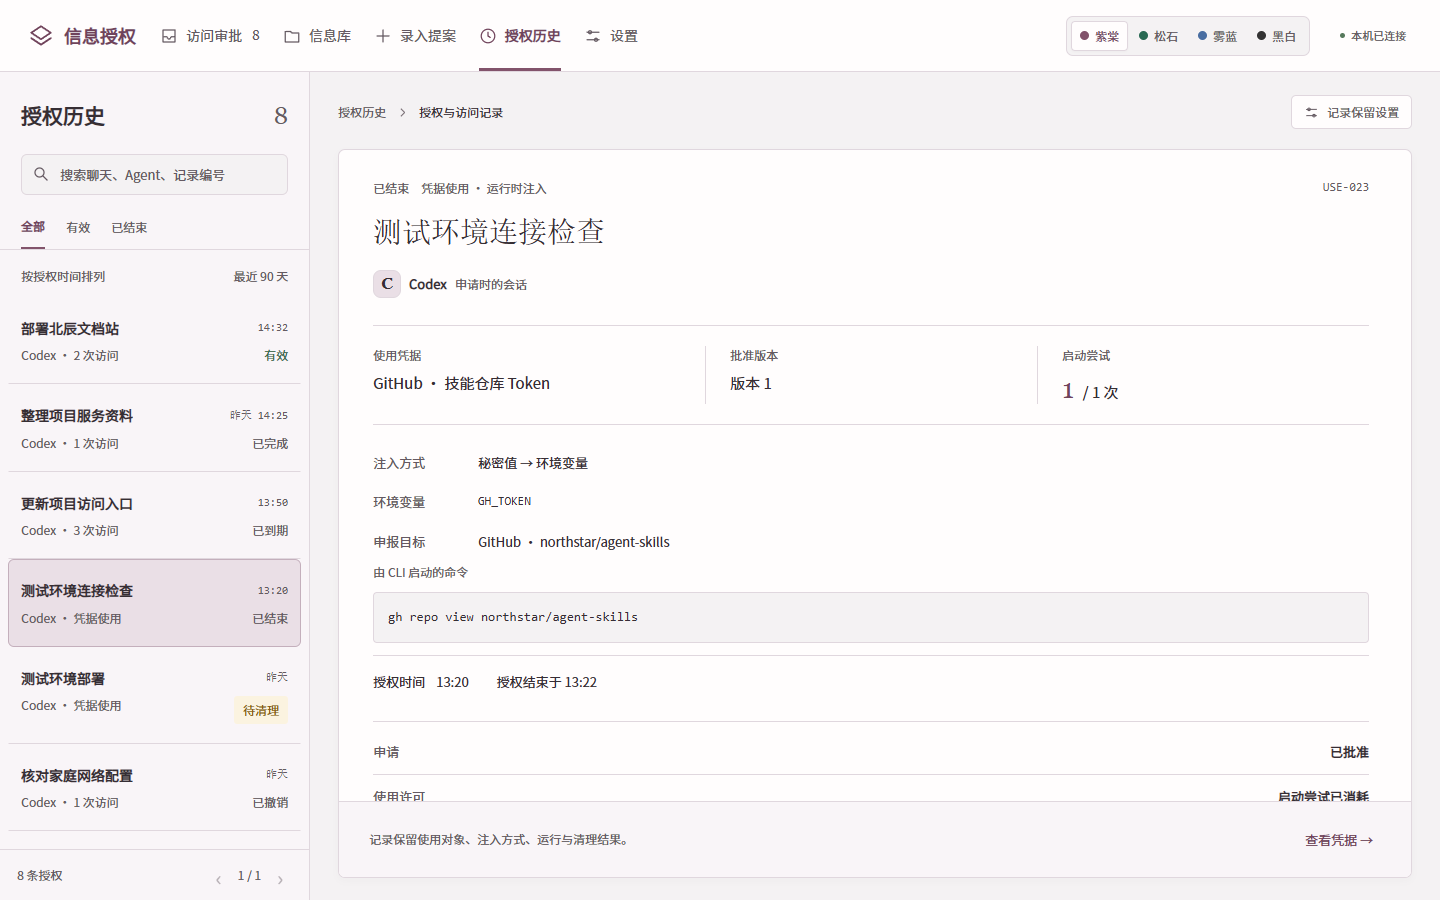 信息授权
访问审批 8
信息库
录入提案
授权历史
设置
紫棠
松石
雾蓝
黑白
本机已连接
授权历史 8
搜索聊天、Agent、记录编号
全部 有效 已结束
按授权时间排列 最近 90 天
部署北辰文档站 14:32
Codex · 2 次访问 有效
整理项目服务资料 昨天 14:25
Codex · 1 次访问 已完成
更新项目访问入口 13:50
Codex · 3 次访问 已到期
测试环境连接检查 13:20
Codex · 凭据使用 已结束
测试环境部署 昨天
Codex · 凭据使用 待清理
核对家庭网络配置 昨天
Codex · 1 次访问 已撤销
8 条授权 ‹ 1 / 1 ›
授权历史 > 授权与访问记录
记录保留设置
已结束 凭据使用 · 运行时注入 USE-023
测试环境连接检查
C Codex 申请时的会话
使用凭据
GitHub · 技能仓库 Token
批准版本
版本 1
启动尝试
1 / 1 次
注入方式 秘密值 → 环境变量
环境变量 GH_TOKEN
申报目标 GitHub · northstar/agent-skills
由 CLI 启动的命令
gh repo view northstar/agent-skills
授权时间 13:20 授权结束于 13:22
申请 已批准
使用许可 启动尝试已消耗
记录保留使用对象、注入方式、运行与清理结果。 查看凭据 →